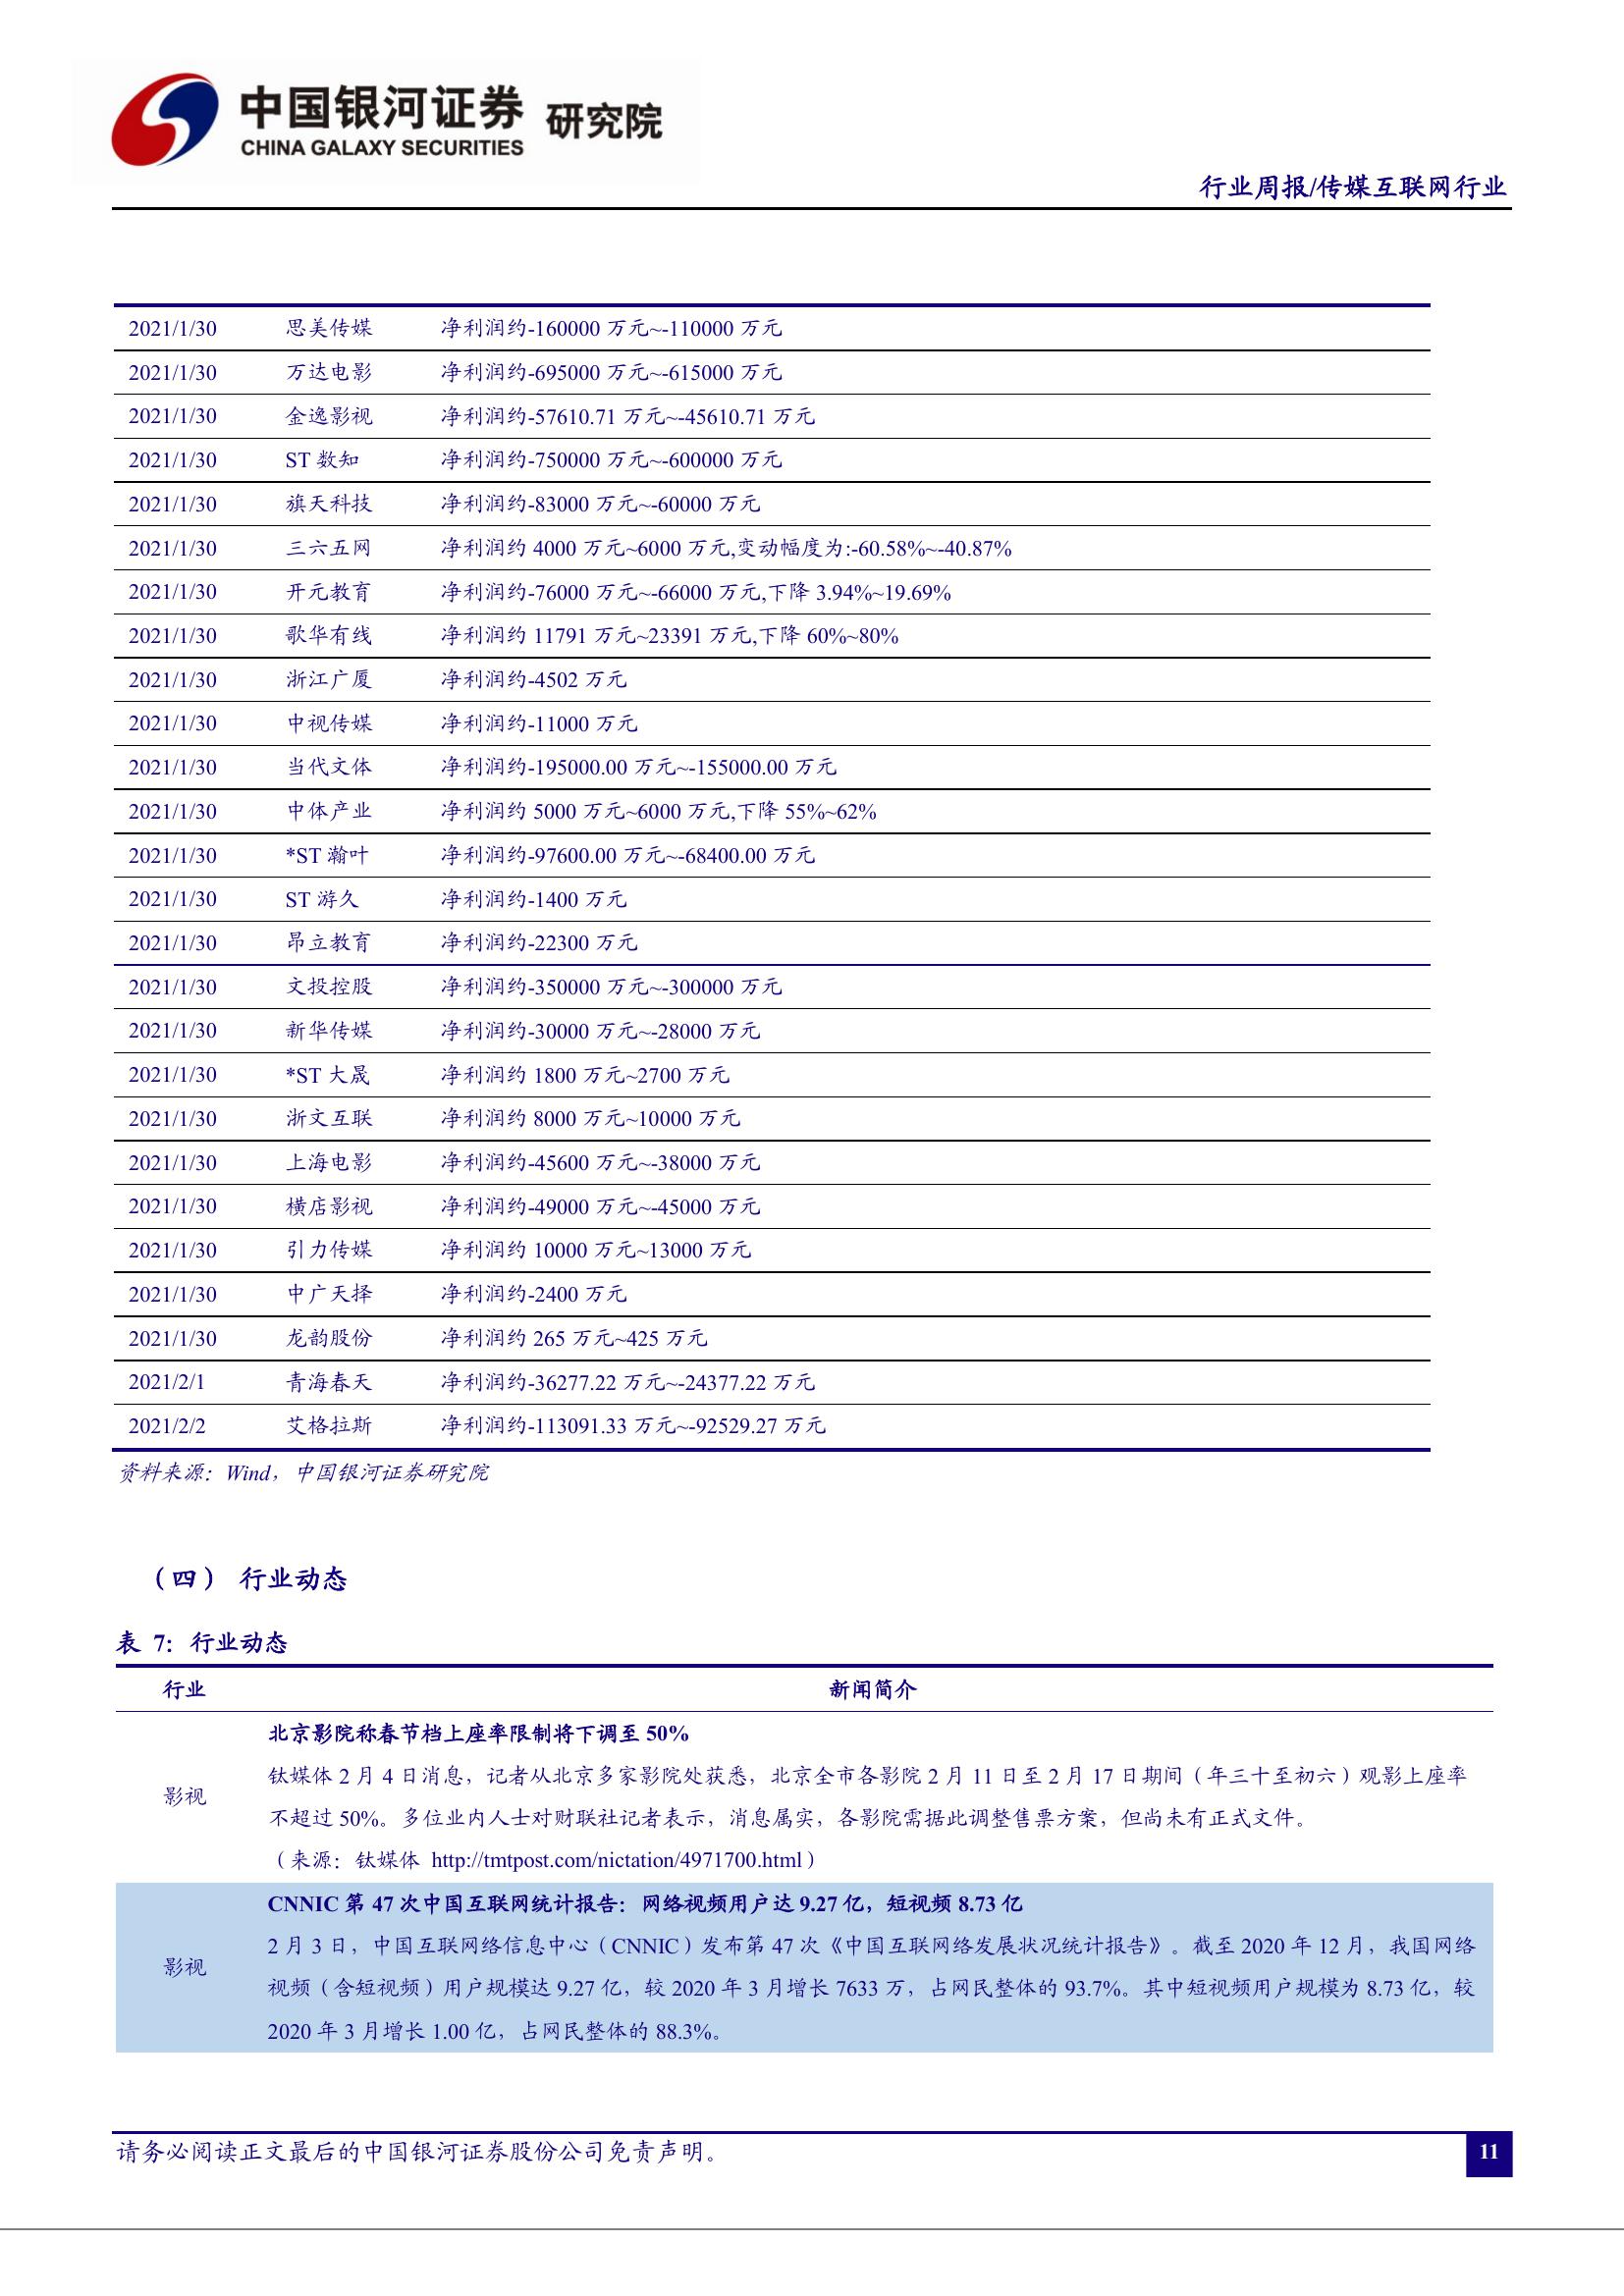 中国银河证券 研究院
CHINA GALAXY SECURITIES
行业周报/传媒互联网行业
2021/1/30 思美传媒 净利润约-160000 万元~-110000 万元
2021/1/30 万达电影 净利润约-695000 万元~-615000 万元
2021/1/30 金逸影视 净利润约-57610.71 万元~-45610.71 万元
2021/1/30 ST 数知 净利润约-750000 万元~-600000 万元
2021/1/30 旗天科技 净利润约-83000 万元~-60000 万元
2021/1/30 三六五网 净利润约 4000 万元~6000 万元,变动幅度为:-60.58%~-40.87%
2021/1/30 开元教育 净利润约-76000 万元~-66000 万元,下降 3.94%~19.69%
2021/1/30 歌华有线 净利润约 11791 万元~23391 万元,下降 60%~80%
2021/1/30 浙江广厦 净利润约-4502 万元
2021/1/30 中视传媒 净利润约-11000 万元
2021/1/30 当代文体 净利润约-195000.00 万元~-155000.00 万元
2021/1/30 中体产业 净利润约 5000 万元~6000 万元,下降 55%~62%
2021/1/30 *ST 瀚叶 净利润约-97600.00 万元~-68400.00 万元
2021/1/30 ST 游久 净利润约-1400 万元
2021/1/30 昂立教育 净利润约-22300 万元
2021/1/30 文投控股 净利润约-350000 万元~-300000 万元
2021/1/30 新华传媒 净利润约-30000 万元~-28000 万元
2021/1/30 *ST 大晟 净利润约 1800 万元~2700 万元
2021/1/30 浙文互联 净利润约 8000 万元~10000 万元
2021/1/30 上海电影 净利润约-45600 万元~-38000 万元
2021/1/30 横店影视 净利润约-49000 万元~-45000 万元
2021/1/30 引力传媒 净利润约 10000 万元~13000 万元
2021/1/30 中广天择 净利润约-2400 万元
2021/1/30 龙韵股份 净利润约 265 万元~425 万元
2021/2/1 青海春天 净利润约-36277.22 万元~-24377.22 万元
2021/2/2 艾格拉斯 净利润约-113091.33 万元~-92529.27 万元
资料来源：Wind，中国银河证券研究院
（四） 行业动态
表 7：行业动态
行业 新闻简介
北京影院称春节档上座率限制将下调至 50%
影视
钛媒体 2 月 4 日消息，记者从北京多家影院处获悉，北京全市各影院 2 月 11 日至 2 月 17 日期间（年三十至初六）观影上座率
不超过 50%。多位业内人士对财联社记者表示，消息属实，各影院需据此调整售票方案，但尚未有正式文件。
（来源：钛媒体 http://tmtpost.com/nictation/4971700.html）
CNNIC 第 47 次中国互联网统计报告：网络视频用户达 9.27 亿，短视频 8.73 亿
影视
2 月 3 日，中国互联网络信息中心（CNNIC）发布第 47 次《中国互联网络发展状况统计报告》。截至 2020 年 12 月，我国网络
视频（含短视频）用户规模达 9.27 亿，较 2020 年 3 月增长 7633 万，占网民整体的 93.7%。其中短视频用户规模为 8.73 亿，较
2020 年 3 月增长 1.00 亿，占网民整体的 88.3%。
请务必阅读正文最后的中国银河证券股份公司免责声明。
11